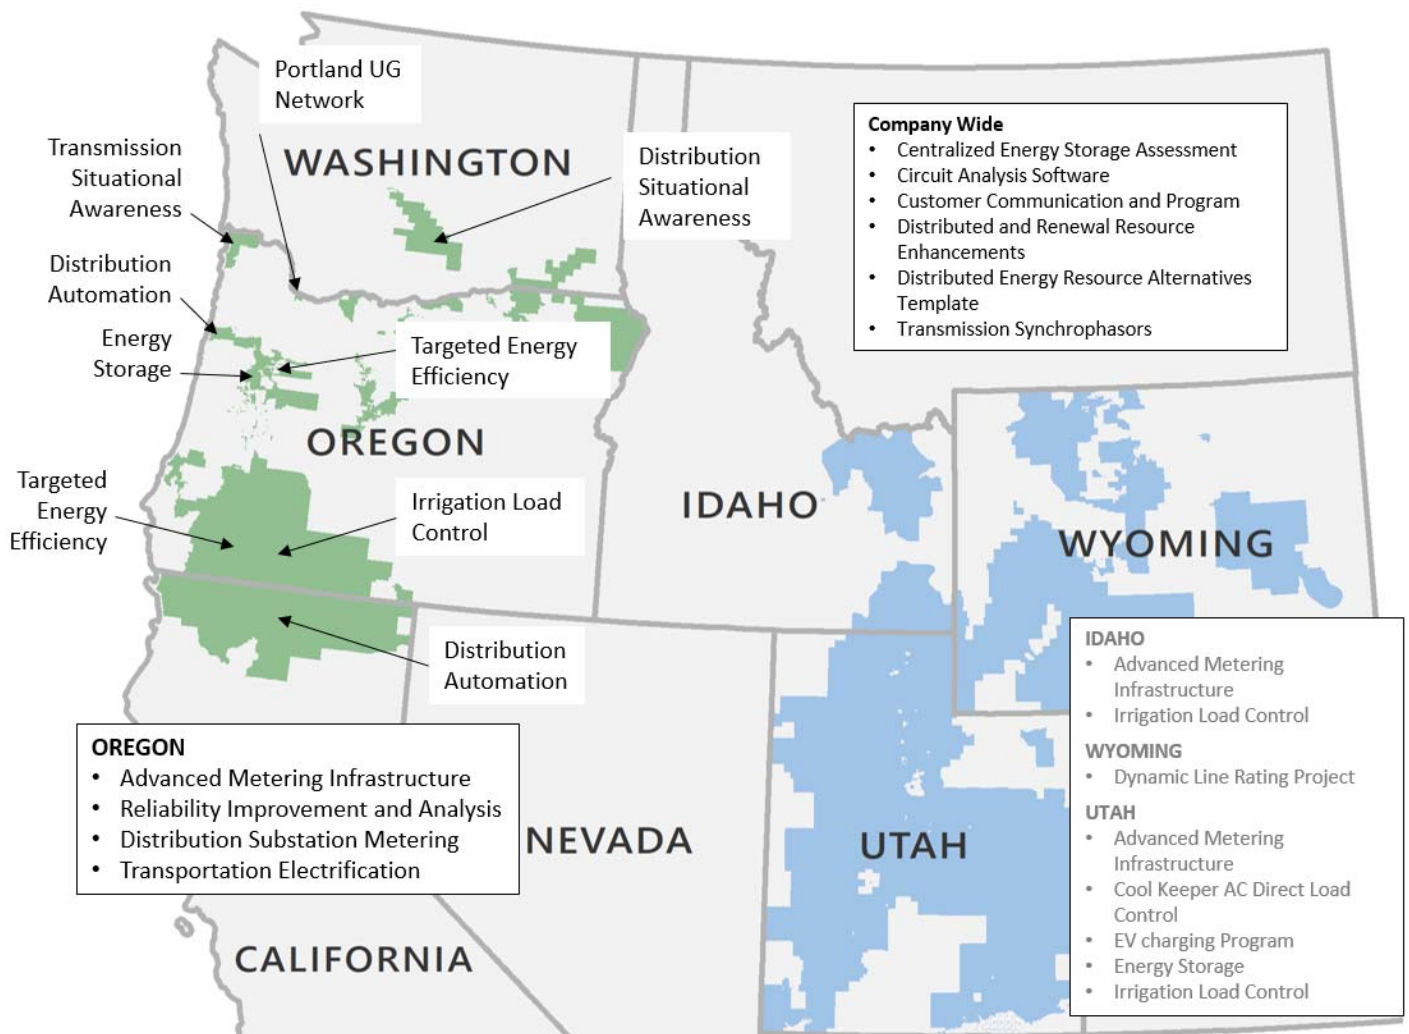 Portland UG
Network
Transmission
Situational
Awareness
WASHINGTON
Distribution
Situational
Awareness
Company Wide
• Centralized Energy Storage Assessment
• Circuit Analysis Software
• Customer Communication and Program
• Distributed and Renewal Resource
Enhancements
• Distributed Energy Resource Alternatives
Template
• Transmission Synchrophasors
Distribution
Automation
Energy
Storage
Targeted Energy
Efficiency
OREGON
Targeted
Energy
Efficiency
Irrigation Load
Control
IDAHO
WYOMING
Distribution
Automation
OREGON
• Advanced Metering Infrastructure
• Reliability Improvement and Analysis
• Distribution Substation Metering
• Transportation Electrification
NEVADA
UTAH
CALIFORNIA
IDAHO
• Advanced Metering
Infrastructure
• Irrigation Load Control
WYOMING
• Dynamic Line Rating Project
UTAH
• Advanced Metering
Infrastructure
• Cool Keeper AC Direct Load
Control
• EV charging Program
• Energy Storage
• Irrigation Load Control